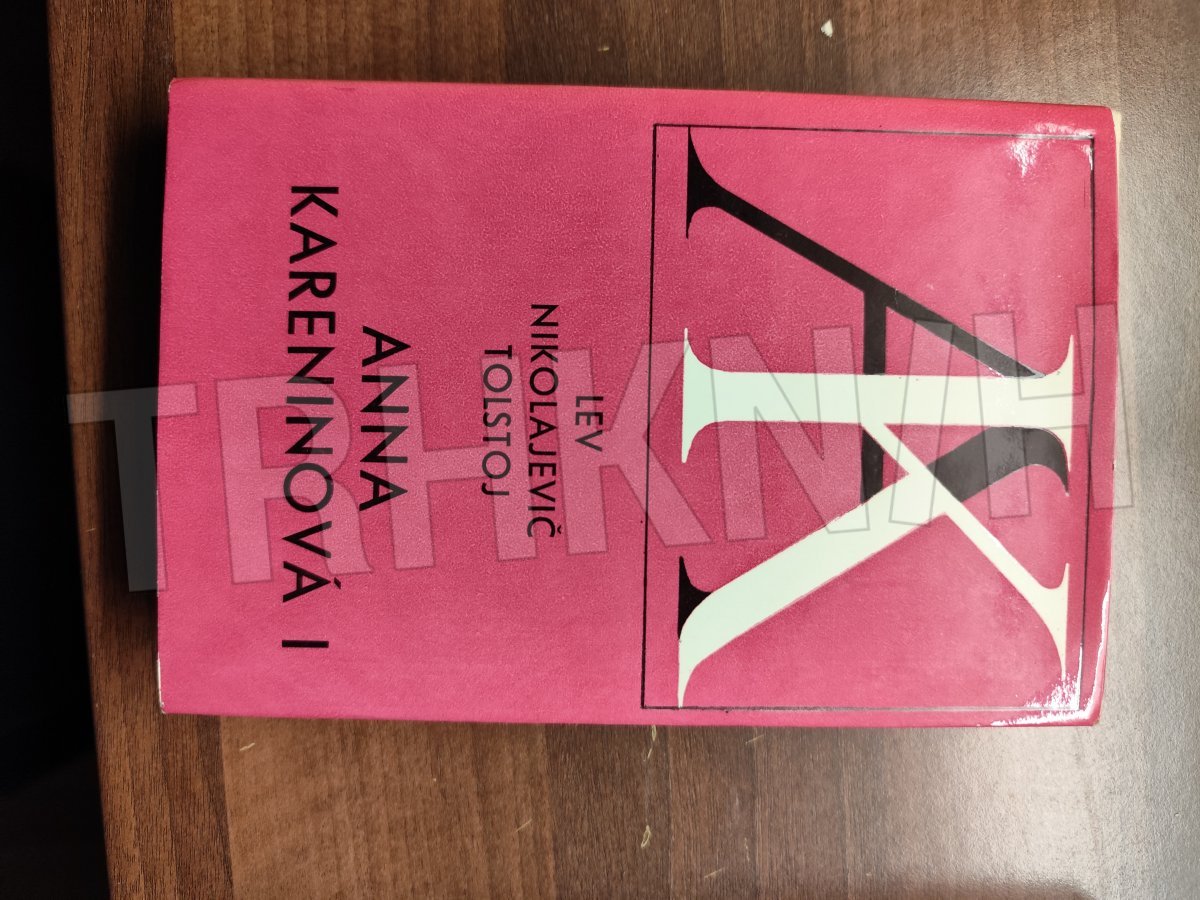 AK
LEV
NIKOLAJEVIČ
TOLSTOJ
ANNA
KARENINOVÁ I
TRHKNIH